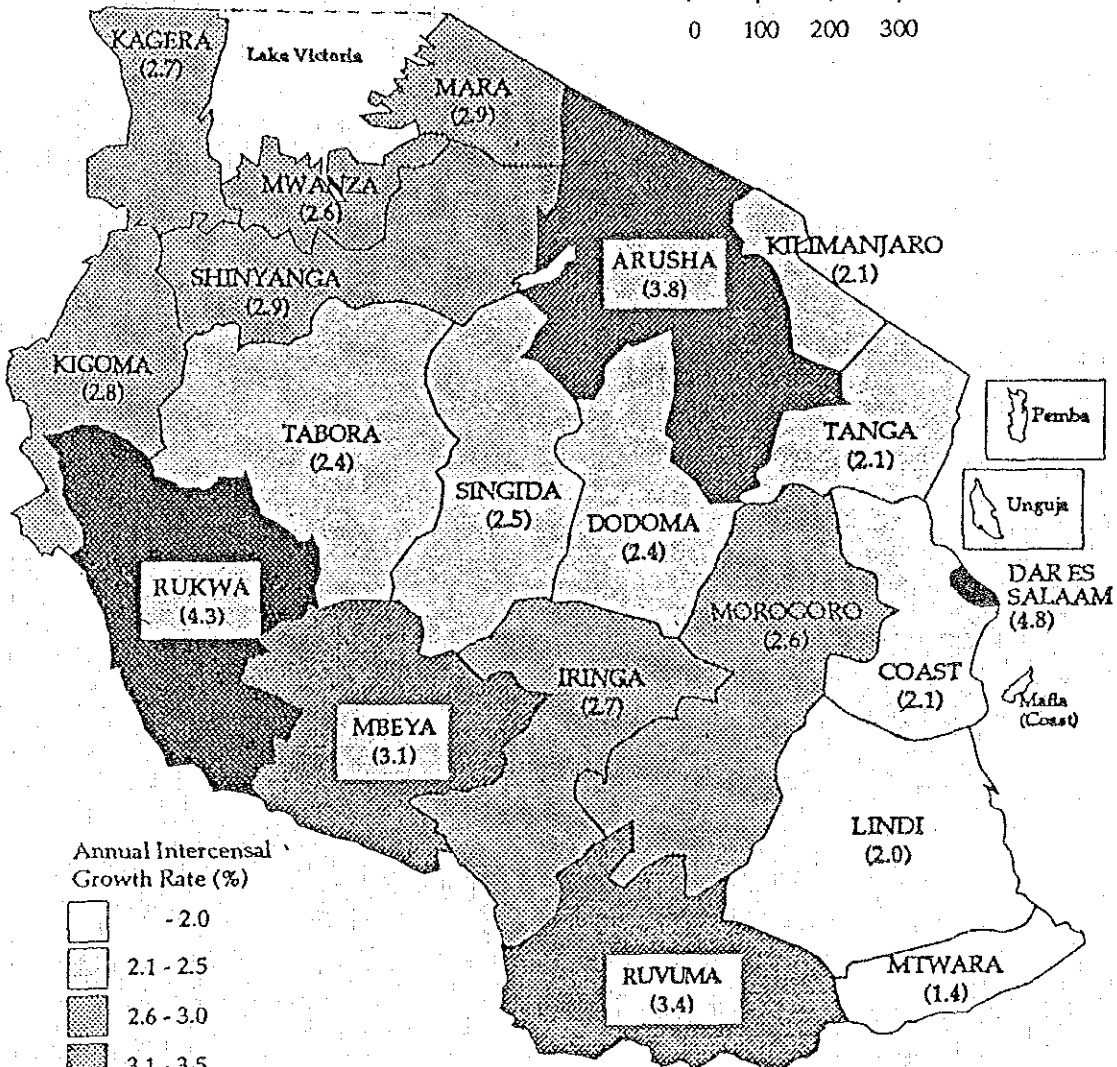 0 100 200 300
KAGERA
(2.7)
Lake Victoria
MARA
(2.9)
MWANZA
(2.6)
SHINYANGA
(2.9)
ARUSHA
(3.8)
KILIMANJARO
(2.1)
KIGOMA
(2.8)
TABORA
(2.4)
SINGIDA
(2.5)
DODOMA
(2.4)
TANGA
(2.1)
Pemba
Unguja
RUKWA
(4.3)
MOROGORO
(2.6)
DAR ES
SALAAM
(4.8)
IRINGA
(2.7)
COAST
(2.1)
Mafia
(Coast)
MBEYA
(3.1)
LINDI
(2.0)
RUVUMA
(3.4)
MTWARA
(1.4)
Annual Intercensal
Growth Rate (%)
- 2.0
2.1 - 2.5
2.6 - 3.0
3.1 - 3.5